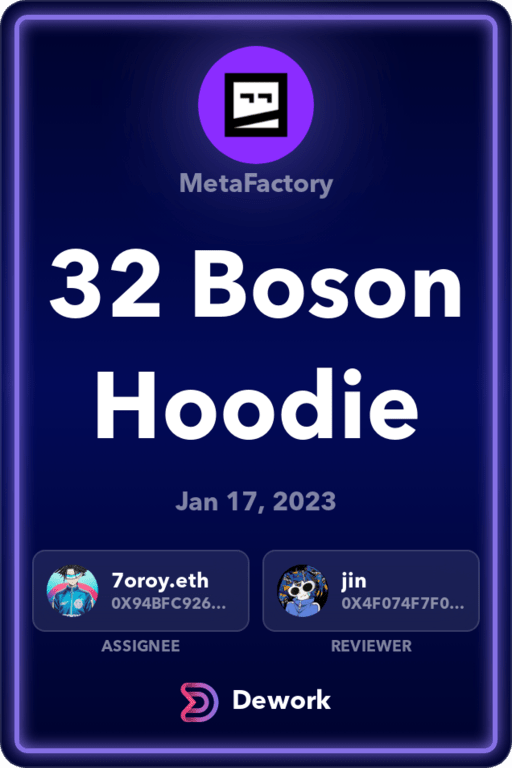 MetaFactory
32 Boson
Hoodie
Jan 17, 2023
7oroy.eth
0X94BFC926...
ASSIGNEE
jin
0X4F074F7F0...
REVIEWER
Dework